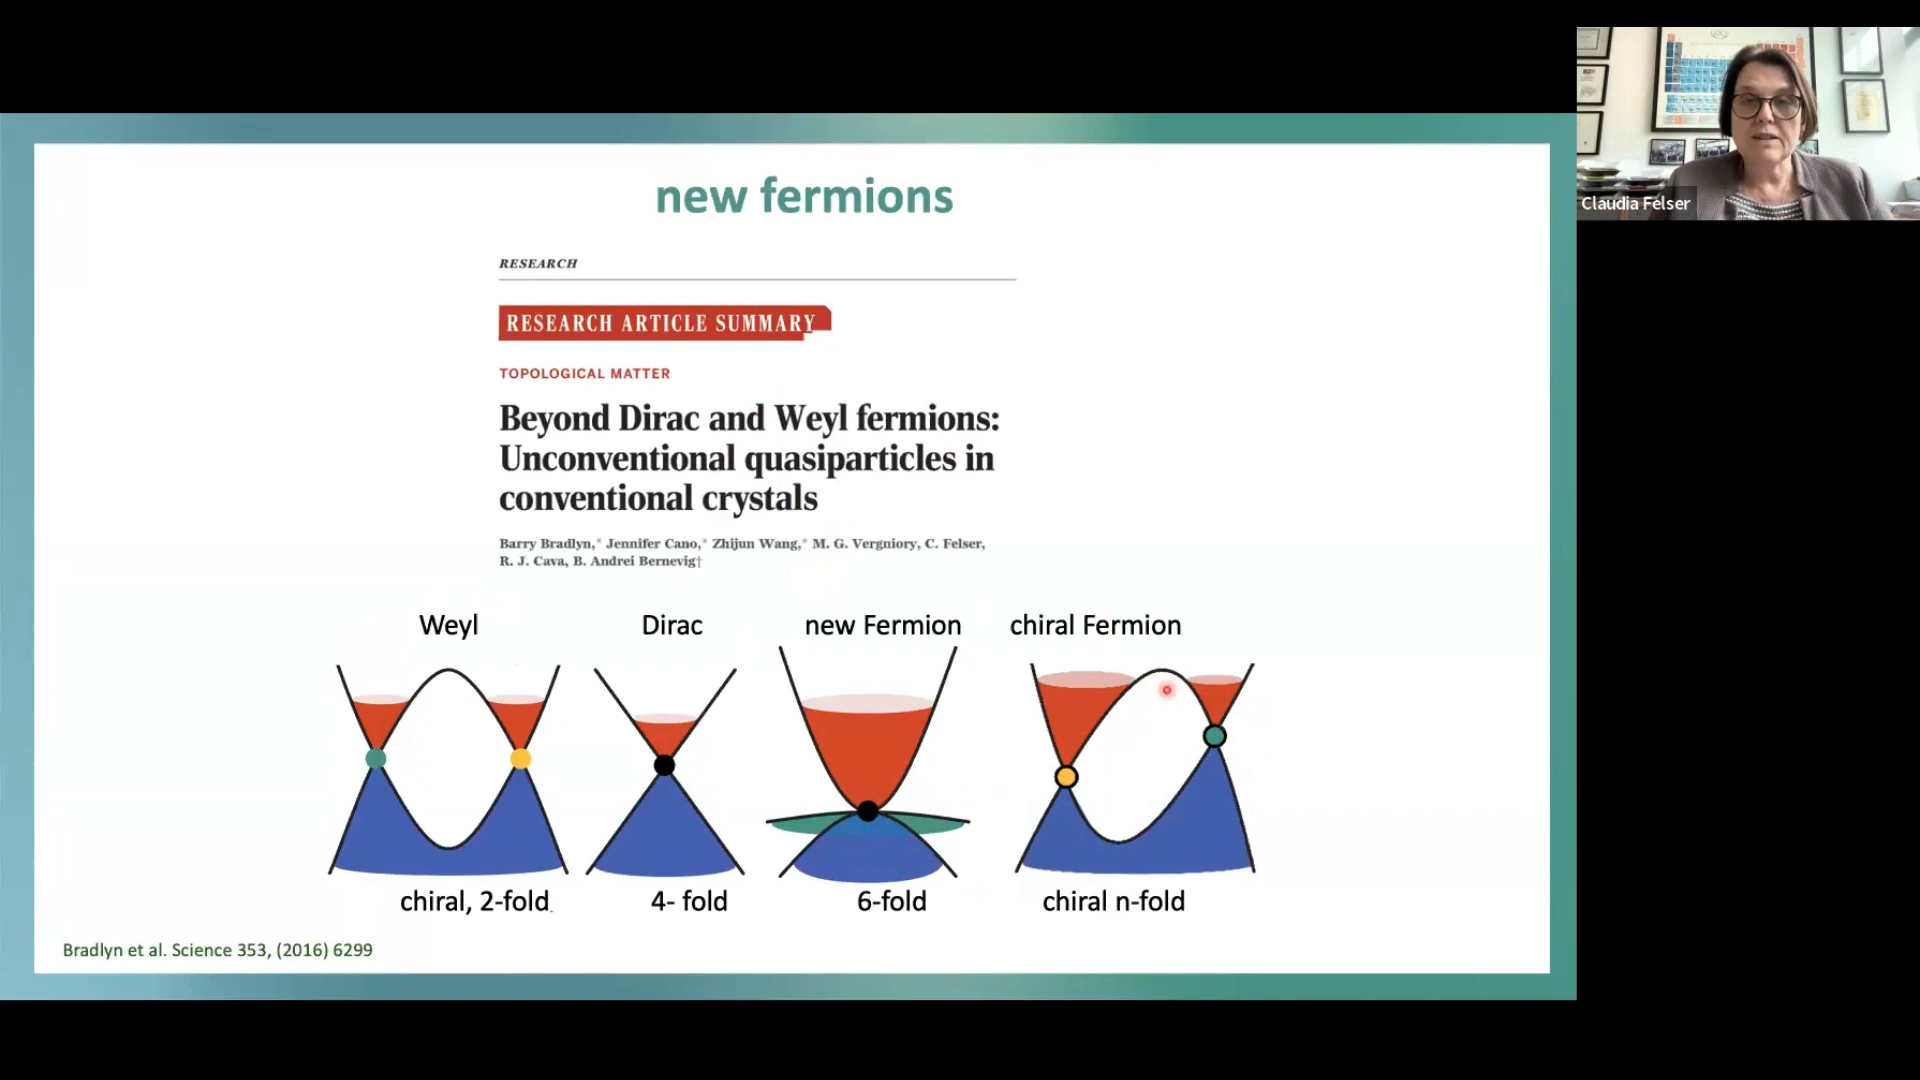 new fermions
RESEARCH
RESEARCH ARTICLE SUMMARY
TOPOLOGICAL MATTER
Beyond Dirac and Weyl fermions:
Unconventional quasiparticles in
conventional crystals
Barry Bradlyn,* Jennifer Cano,* Zhijun Wang,* M. G. Vergniory, C. Felser,
R. J. Cava, B. Andrei Bernevig†
Weyl Dirac new Fermion chiral Fermion
chiral, 2-fold 4- fold 6-fold chiral n-fold
Bradlyn et al. Science 353, (2016) 6299
Claudia Felser